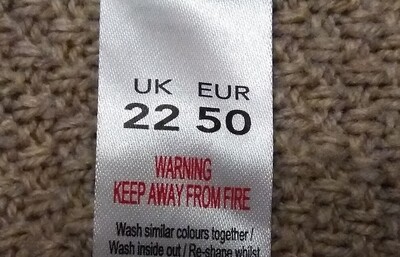 UK EUR
22 50
WARNING
KEEP AWAY FROM FIRE
Wash similar colours together /
Wash inside out / Re-shape whilst